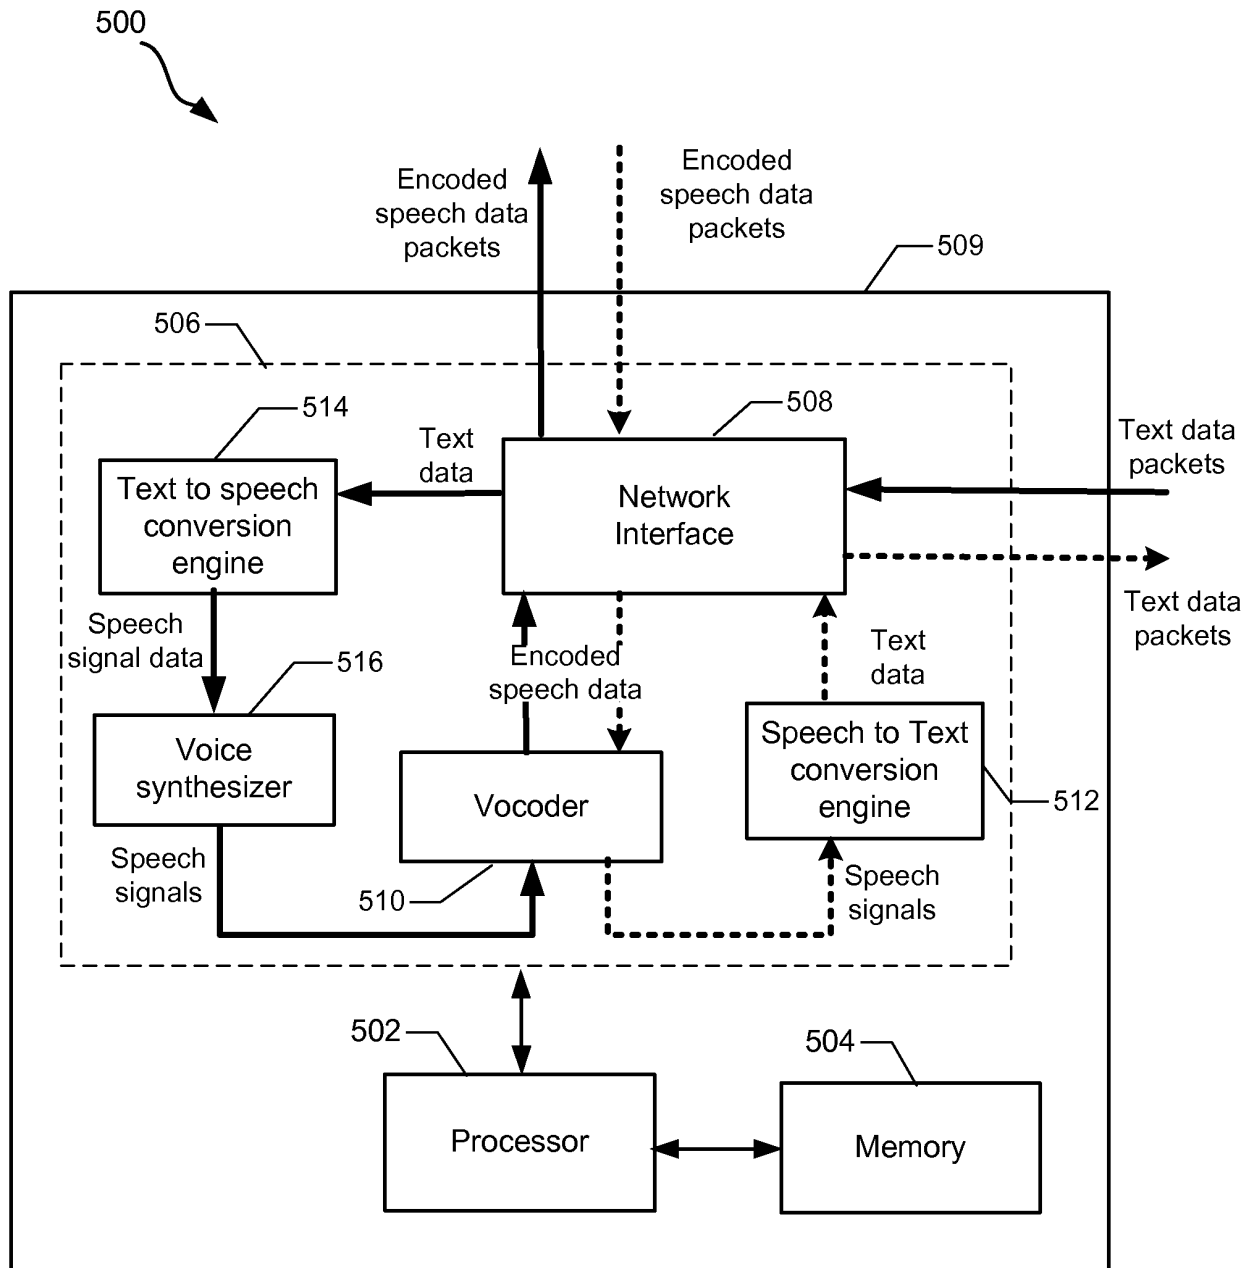 500
Encoded
speech data
packets
Encoded
speech data
packets
509
506
514
508
Text
data
Text data
packets
Text to speech
conversion
engine
Network
Interface
Text data
packets
Speech
signal data
516
Encoded
speech data
Text
data
Voice
synthesizer
Vocoder
Speech to Text
conversion
engine
512
Speech
signals
510
Speech
signals
502
504
Processor
Memory